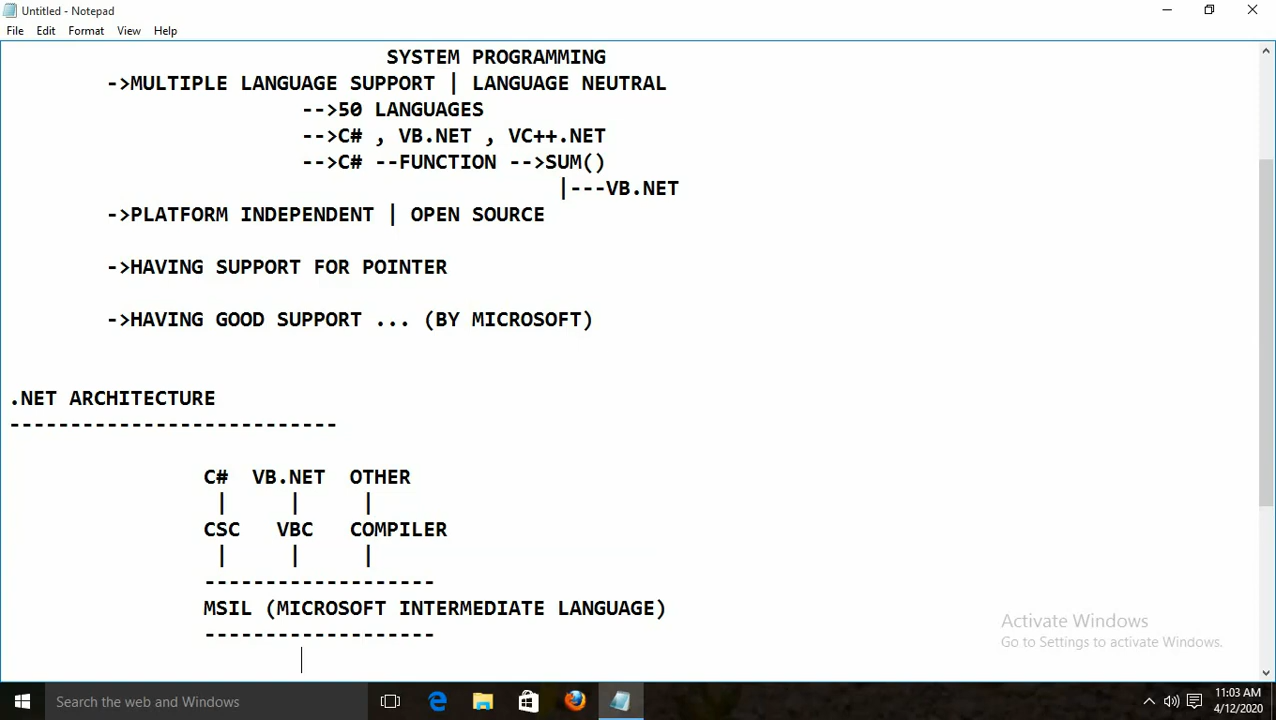 Untitled - Notepad
File Edit Format View Help
SYSTEM PROGRAMMING
->MULTIPLE LANGUAGE SUPPORT | LANGUAGE NEUTRAL
-->50 LANGUAGES
-->C# , VB.NET , VC++.NET
-->C# --FUNCTION -->SUM()
|---VB.NET
->PLATFORM INDEPENDENT | OPEN SOURCE
->HAVING SUPPORT FOR POINTER
->HAVING GOOD SUPPORT ... (BY MICROSOFT)
.NET ARCHITECTURE
---------------------------
C# VB.NET OTHER
| | |
CSC VBC COMPILER
| | |
-------------------
MSIL (MICROSOFT INTERMEDIATE LANGUAGE)
-------------------
Activate Windows
Go to Settings to activate Windows.
Search the web and Windows
11:03 AM
4/12/2020